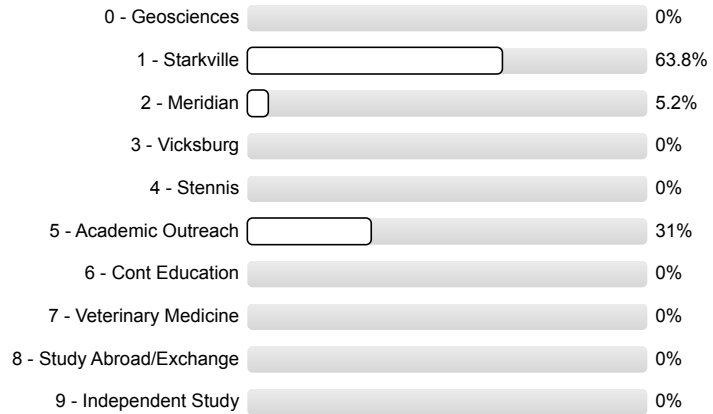 0 - Geosciences 0%
1 - Starkville 63.8%
2 - Meridian 5.2%
3 - Vicksburg 0%
4 - Stennis 0%
5 - Academic Outreach 31%
6 - Cont Education 0%
7 - Veterinary Medicine 0%
8 - Study Abroad/Exchange 0%
9 - Independent Study 0%